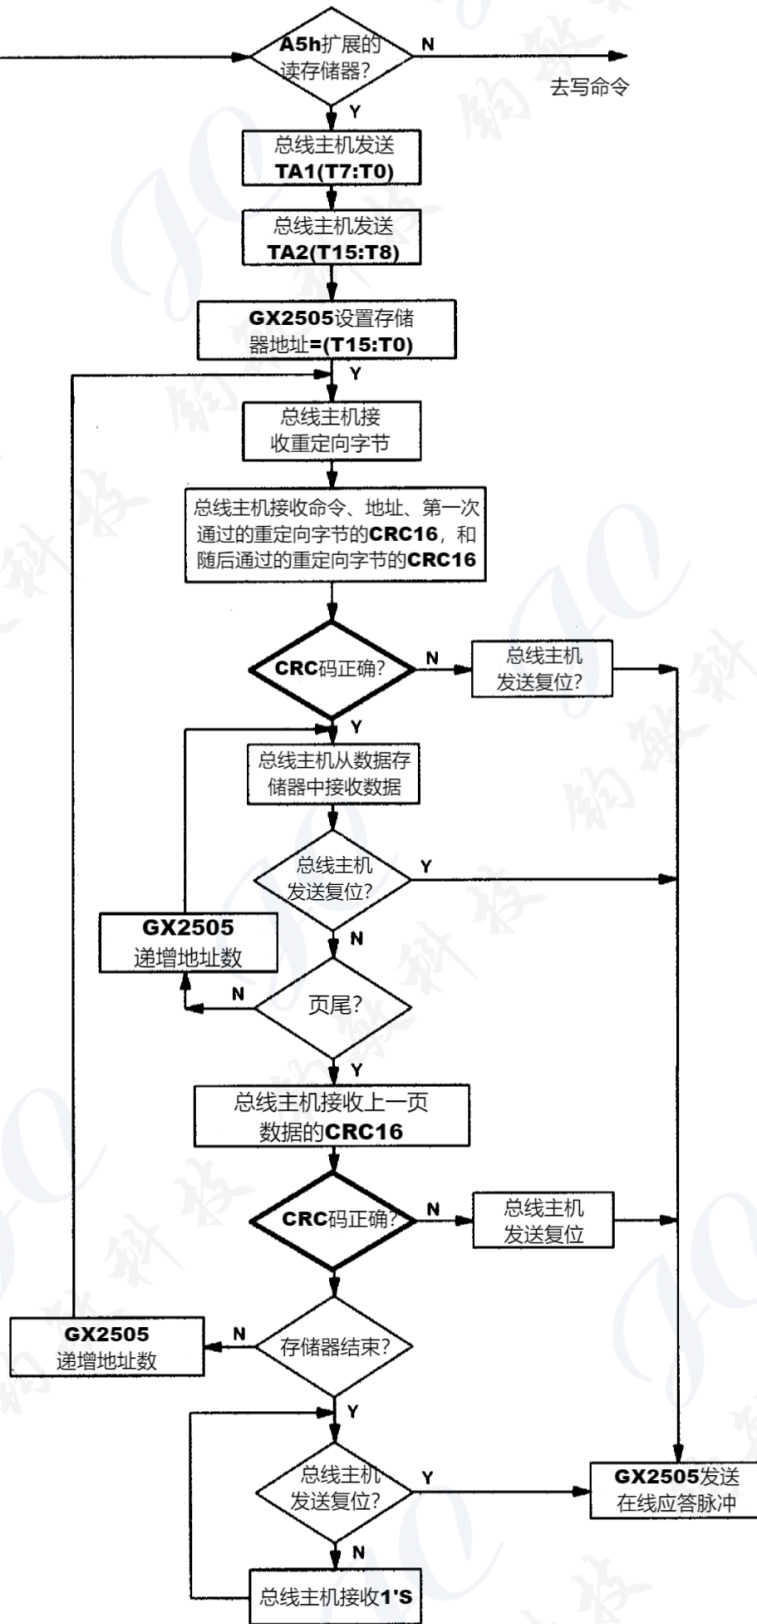 A5h扩展的
读存储器?
N
去写命令
Y
总线主机发送
TA1(T7:T0)
总线主机发送
TA2(T15:T8)
GX2505设置存储
器地址=(T15:T0)
Y
总线主机接
收重定向字节
总线主机接收命令、地址、第一次
通过的重定向字节的CRC16，和
随后通过的重定向字节的CRC16
CRC码正确?
N
总线主机
发送复位?
Y
总线主机从数据存
储器中接收数据
总线主机
发送复位?
Y
GX2505
递增地址数
N
N
页尾?
Y
总线主机接收上一页
数据的CRC16
CRC码正确?
N
总线主机
发送复位
GX2505
递增地址数
N
存储器结束?
Y
总线主机
发送复位?
Y
GX2505发送
在线应答脉冲
N
总线主机接收1'S